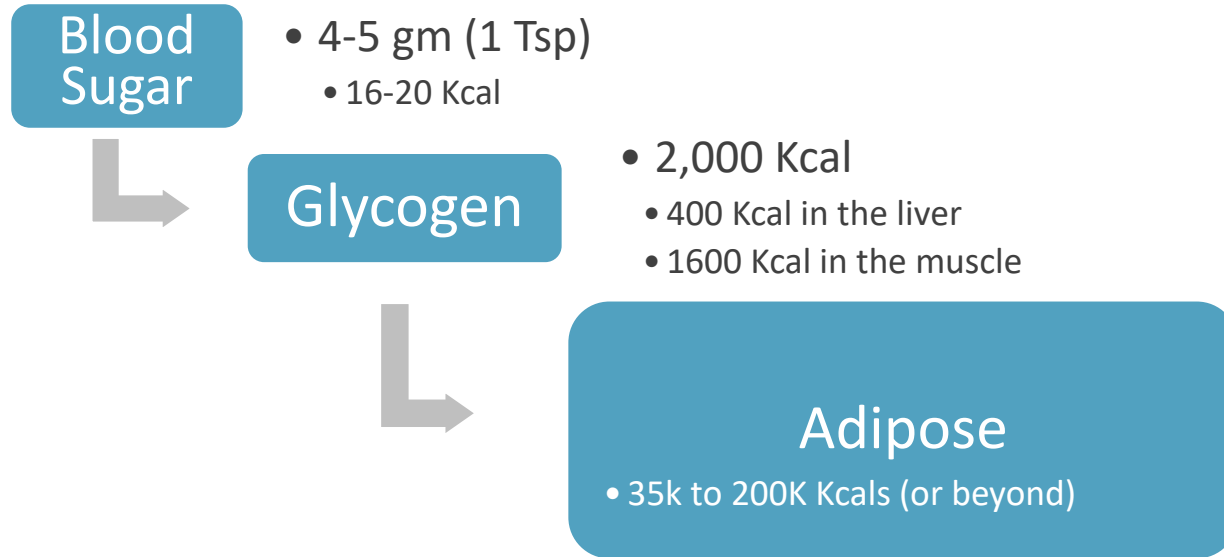 Blood
Sugar
• 4-5 gm (1 Tsp)
• 16-20 Kcal
Glycogen
• 2,000 Kcal
• 400 Kcal in the liver
• 1600 Kcal in the muscle
Adipose
• 35k to 200K Kcals (or beyond)